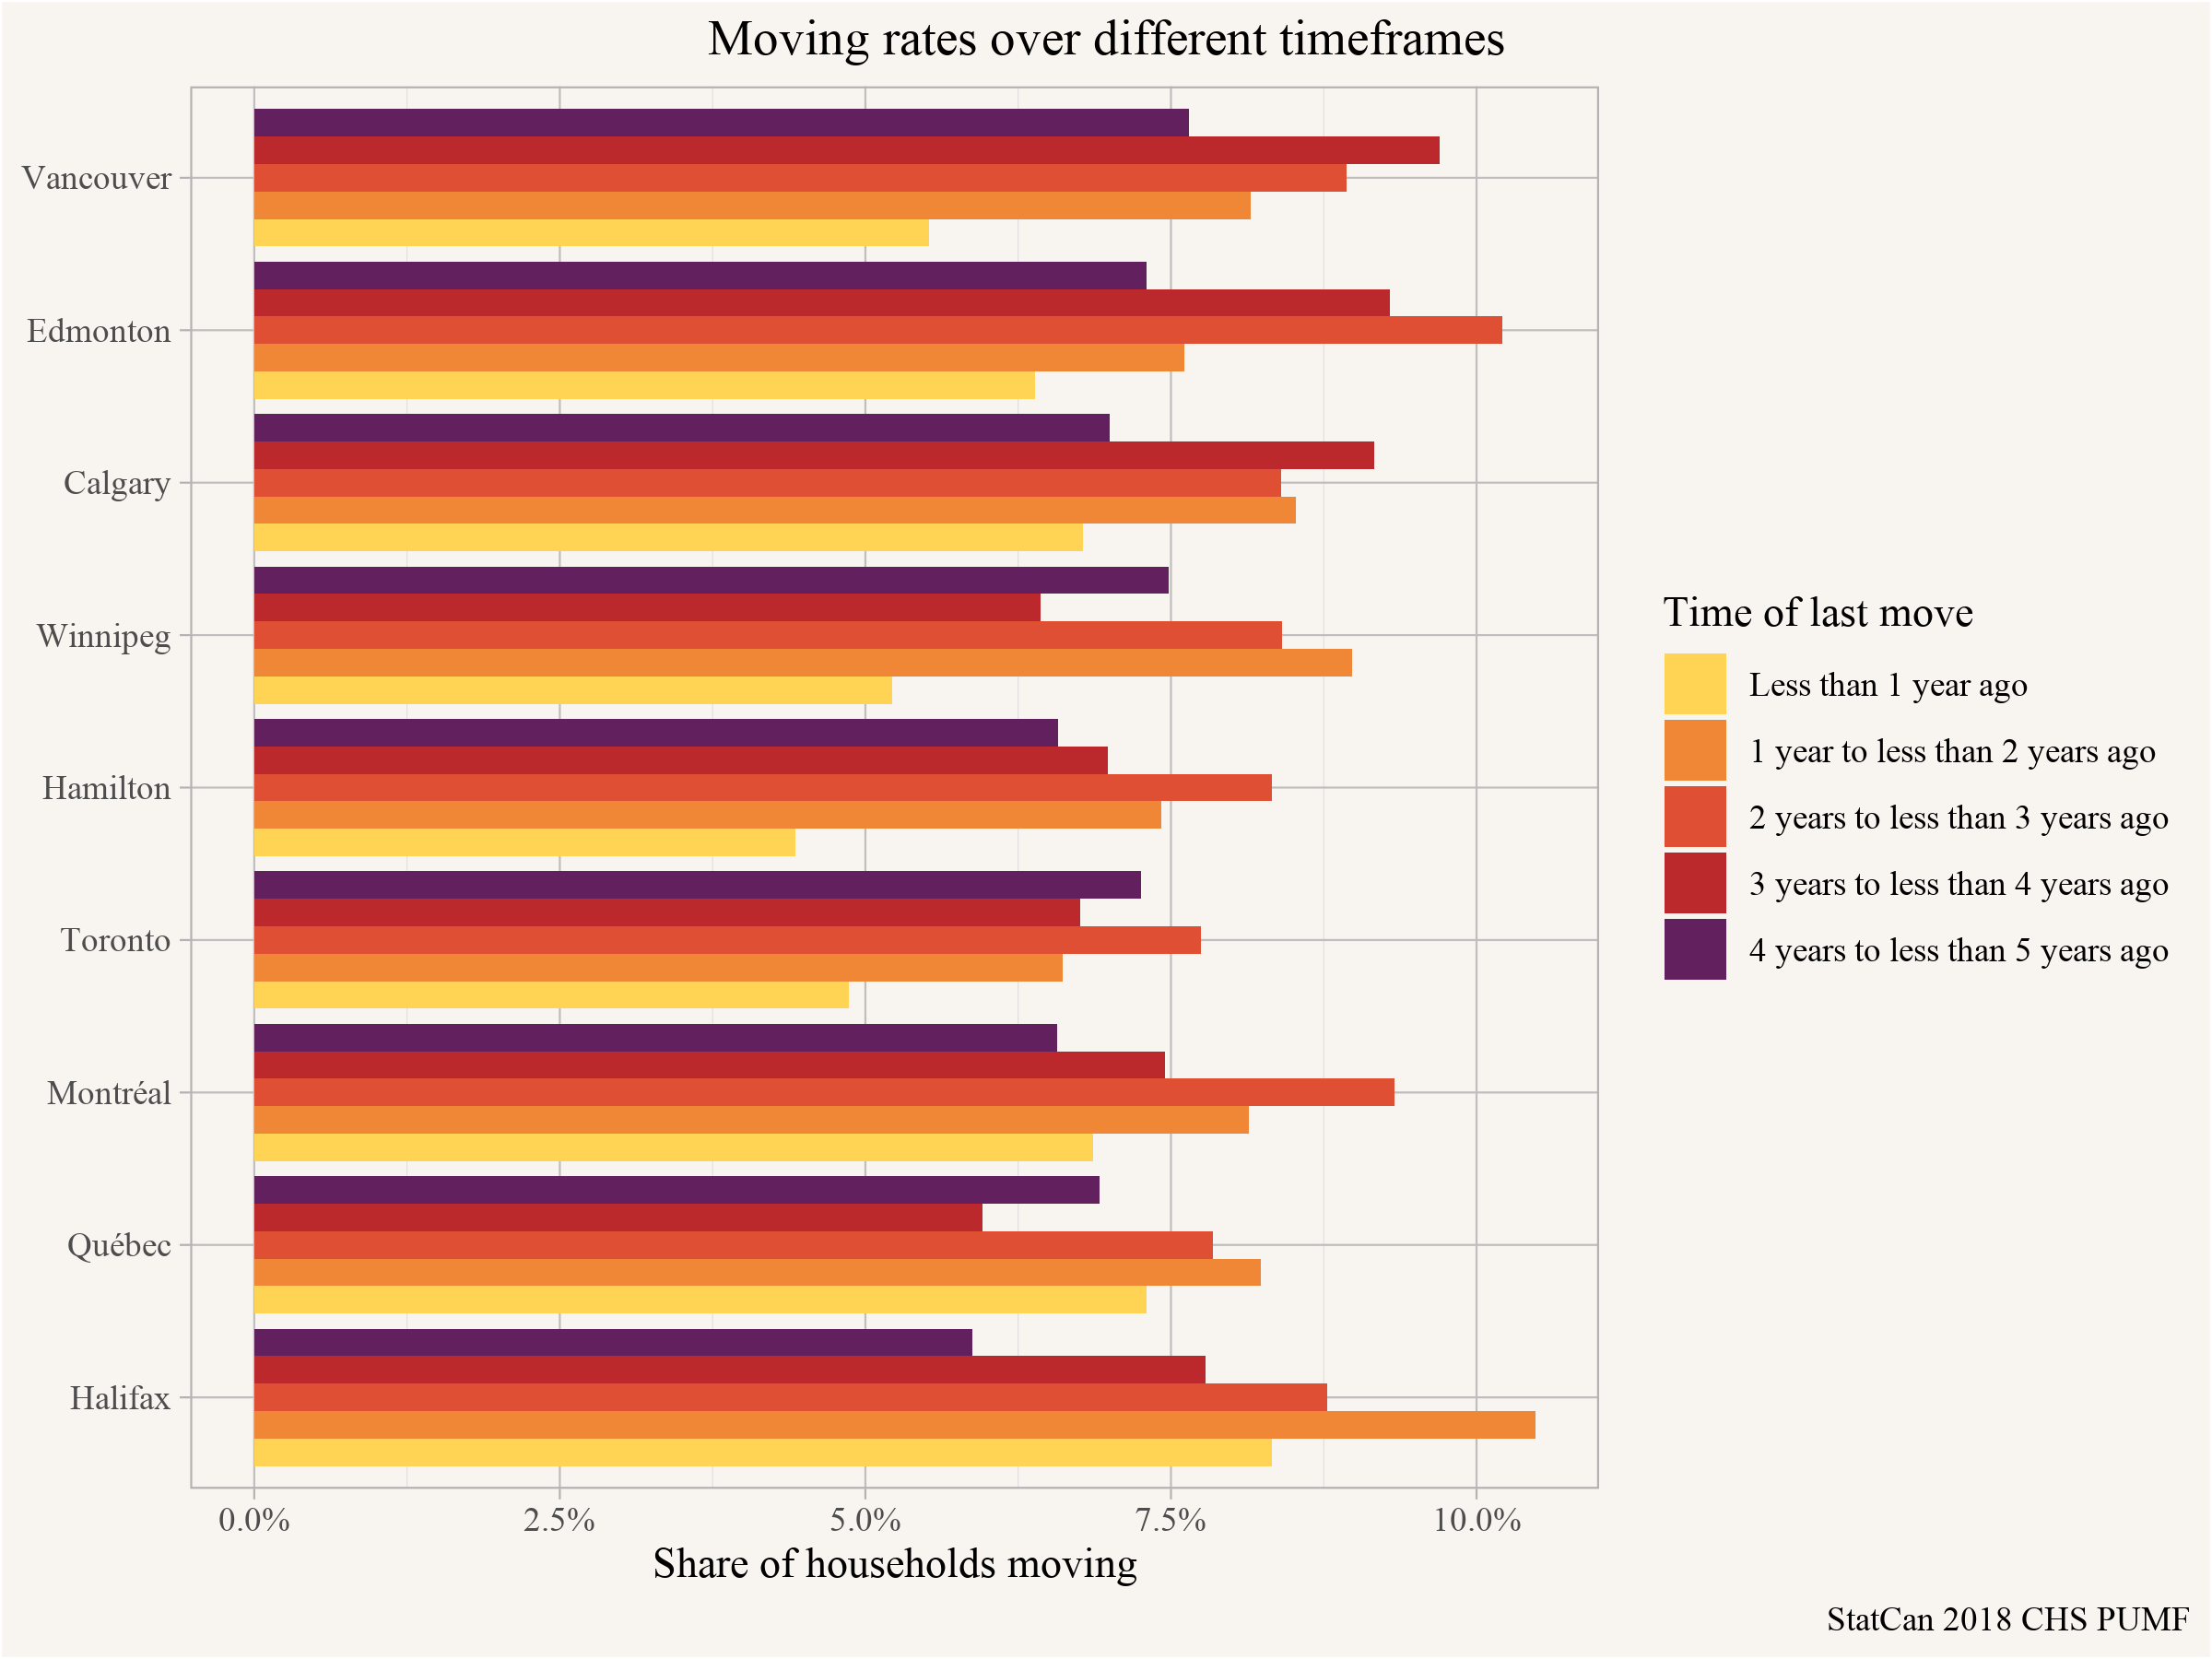 Moving rates over different timeframes
Vancouver
Edmonton
Calgary
Winnipeg
Hamilton
Toronto
Montréal
Québec
Halifax
0.0% 2.5% 5.0% 7.5% 10.0%
Share of households moving
Time of last move
Less than 1 year ago
1 year to less than 2 years ago
2 years to less than 3 years ago
3 years to less than 4 years ago
4 years to less than 5 years ago
StatCan 2018 CHS PUMF